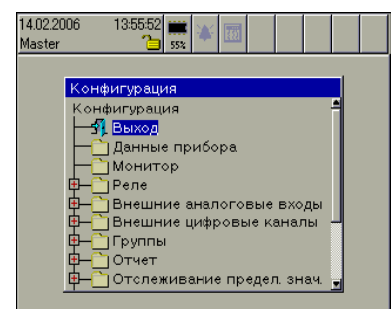 14.02.2006 13:55:52
Master 55%
Конфигурация
Конфигурация
Выход
Данные прибора
Монитор
Реле
Внешние аналоговые входы
Внешние цифровые каналы
Группы
Отчет
Отслеживание предел. знач.